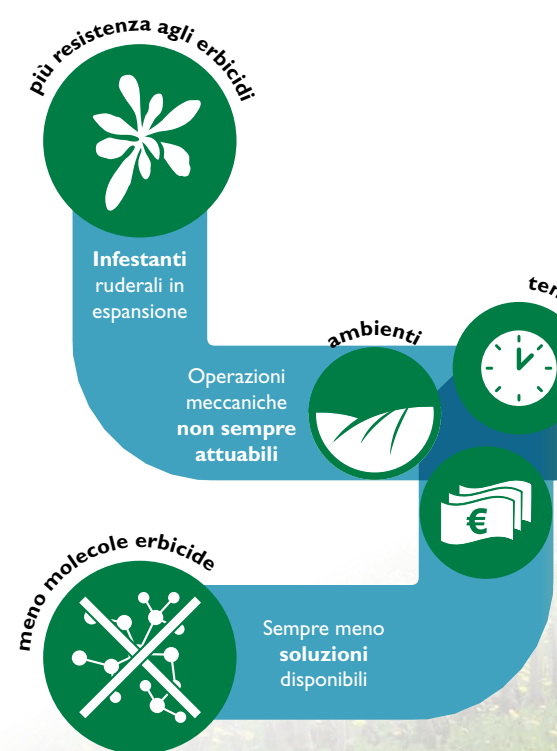 più resistenza agli erbicidi
Infestanti
ruderali in
espansione
ambienti
Operazioni
meccaniche
non sempre
attuabili
€
meno molecole erbicide
Sempre meno
soluzioni
disponibili